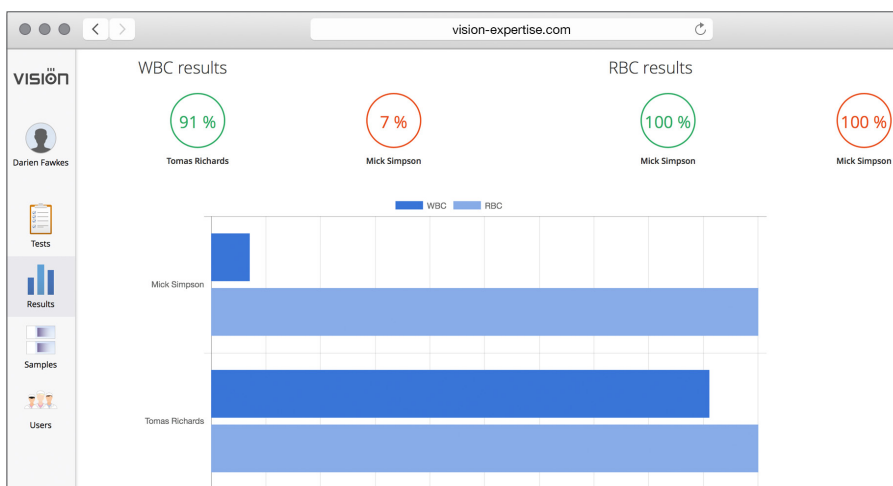 vision-expertise.com
VISION
Darien Fawkes
Tests
Results
Samples
Users
WBC results
RBC results
91 %
7 %
100 %
100 %
Tomas Richards
Mick Simpson
Mick Simpson
Mick Simpson
WBC
RBC
Mick Simpson
Tomas Richards